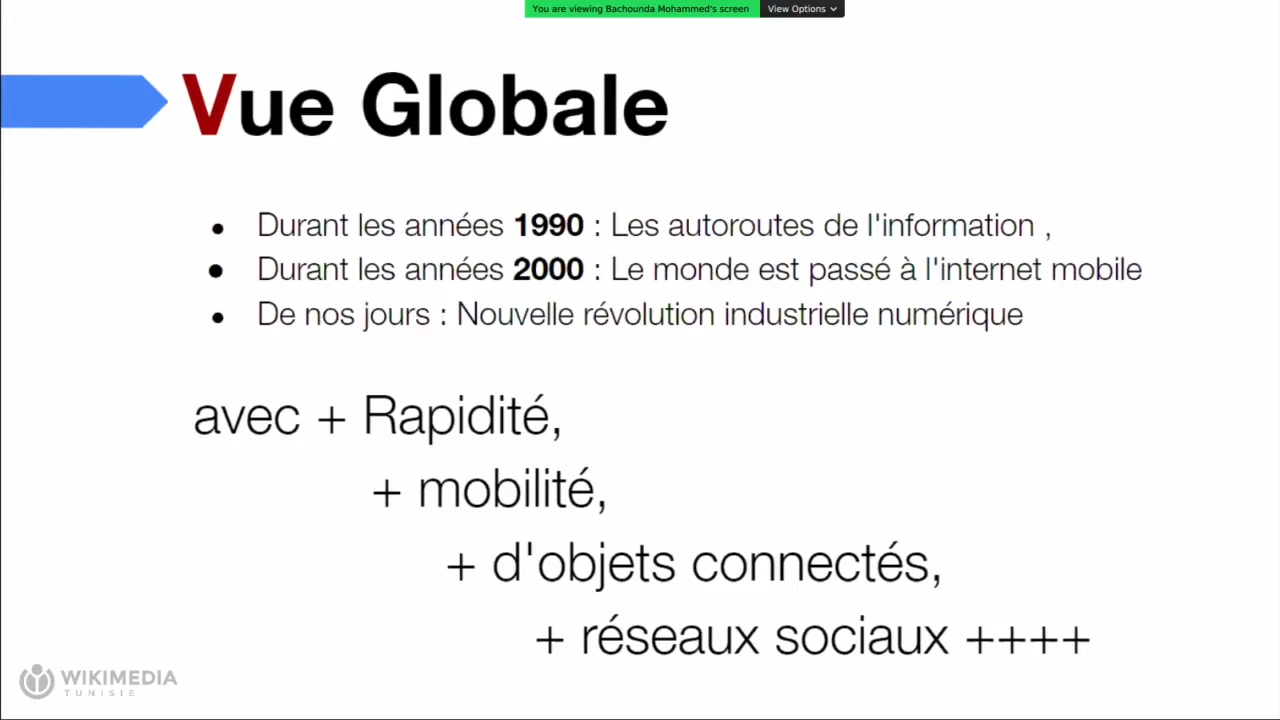 You are viewing Bachounda Mohammed's screen View Options
Vue Globale
• Durant les années 1990 : Les autoroutes de l'information ,
• Durant les années 2000 : Le monde est passé à l'internet mobile
• De nos jours : Nouvelle révolution industrielle numérique
avec + Rapidité,
+ mobilité,
+ d'objets connectés,
+ réseaux sociaux ++++
WIKIMEDIA
TUNISIE